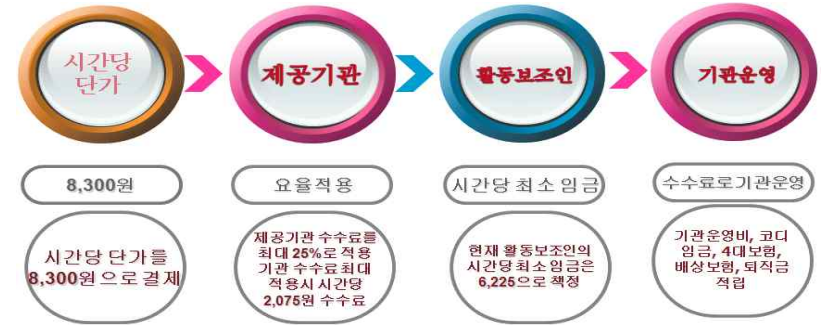 시간당
단가
제공기관
활동보조인
기관운영
8,300원
요율적용
시간당 최소 임금
수수료로기관운영
시간당 단가를
8,300원 으로 결제
제공기관 수수료를
최대 25%로 적용
기관 수수료 최대
적용시 시간당
2,075원 수수료
현재 활동보조인의
시간당 최소 임금은
6,225으로 책정
기관운영비, 코디
임금, 4대보험,
배상보험, 퇴직금
적립